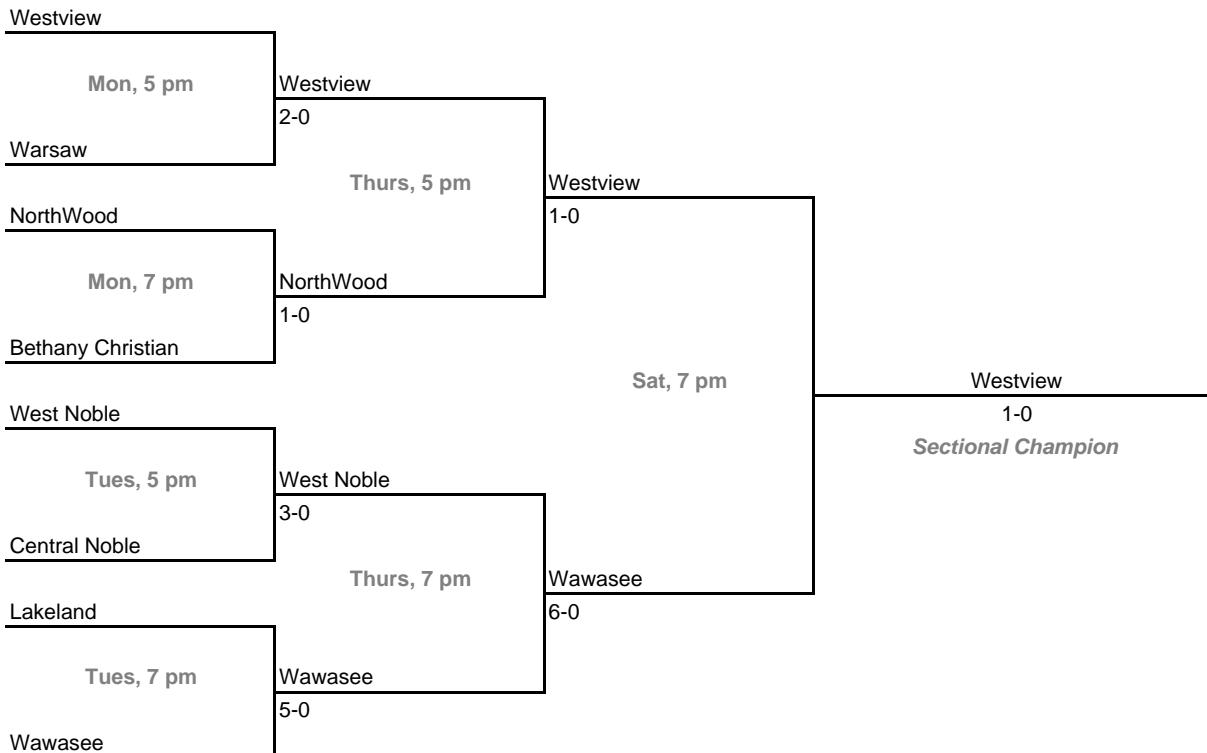 Westview
Mon, 5 pm
Westview
2-0
Warsaw
Thurs, 5 pm
Westview
1-0
NorthWood
Mon, 7 pm
NorthWood
1-0
Bethany Christian
Sat, 7 pm
Westview
1-0
Sectional Champion
West Noble
Tues, 5 pm
West Noble
3-0
Central Noble
Thurs, 7 pm
Wawasee
6-0
Lakeland
Tues, 7 pm
Wawasee
5-0
Wawasee